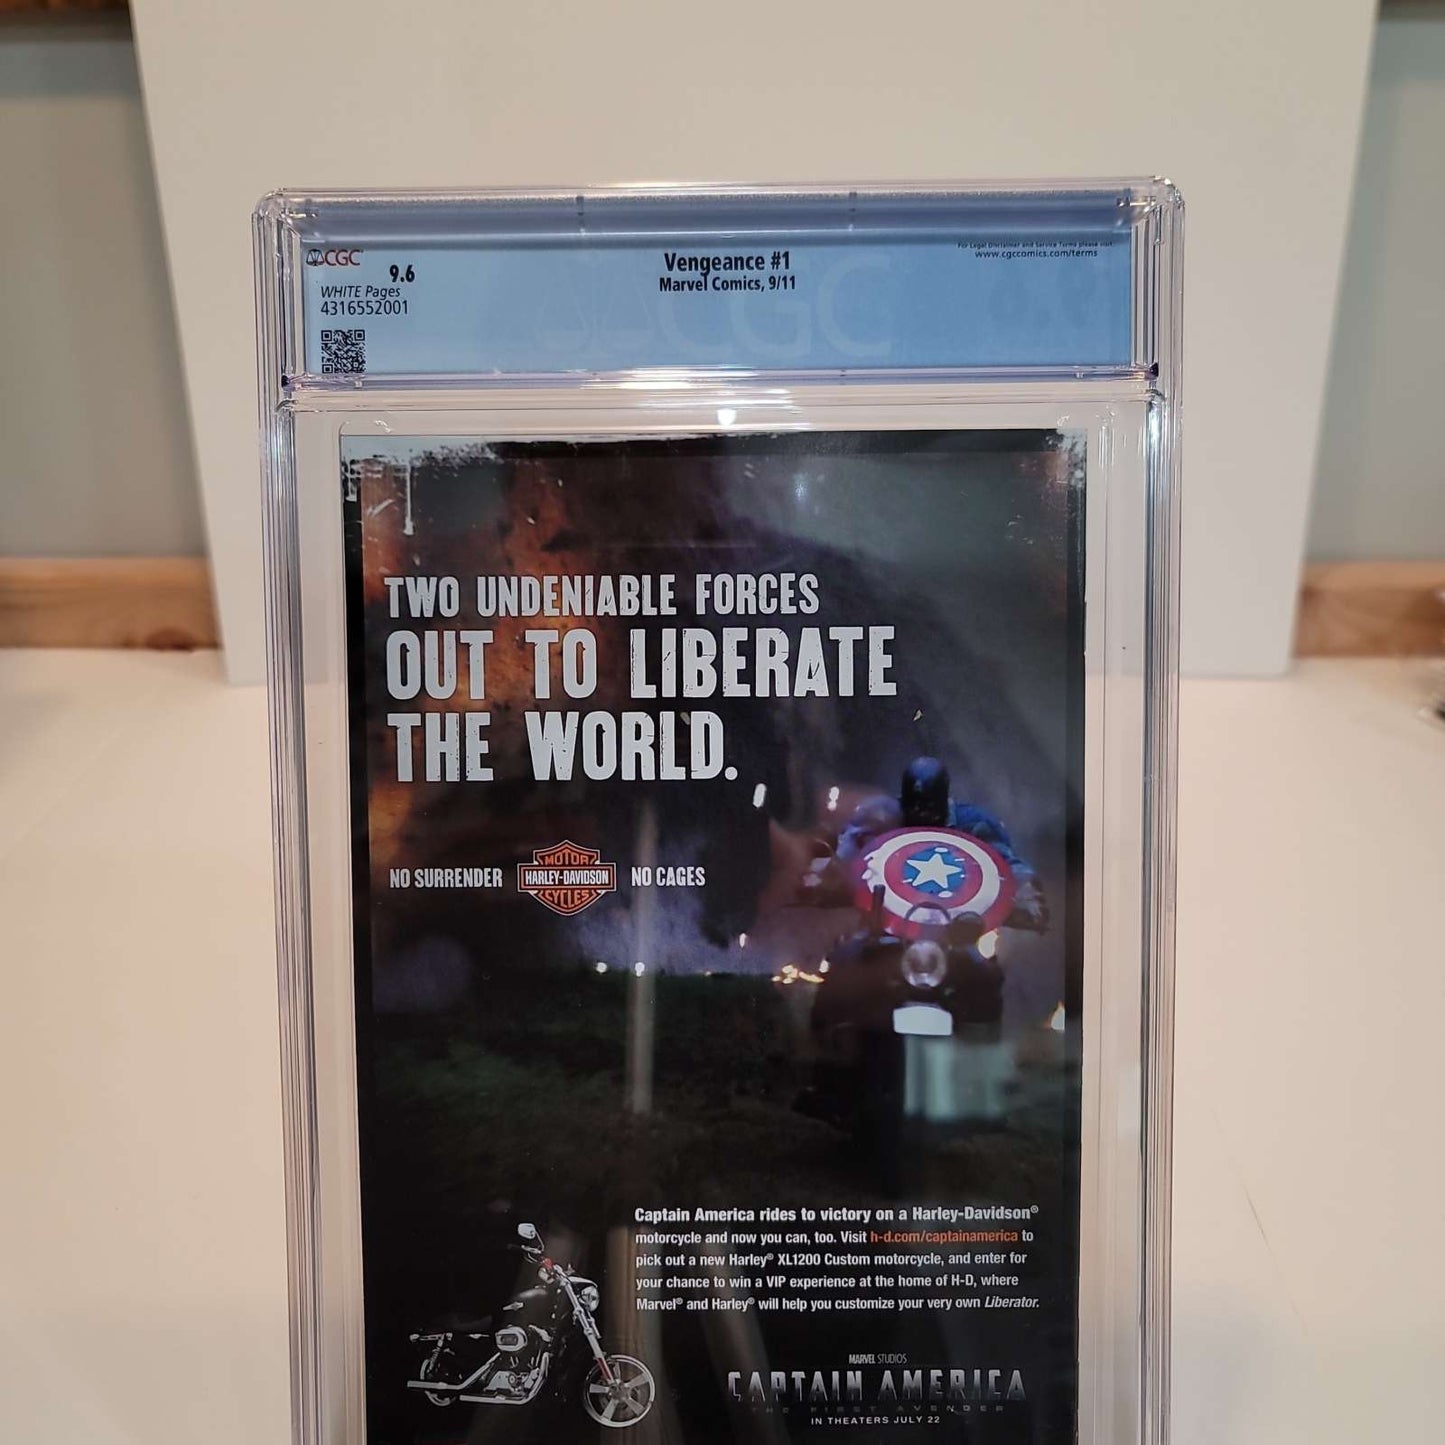 CGC
9.6
WHITE Pages
4316552001
Vengeance #1
Marvel Comics, 9/11
For Legal Disclaimer and Service Terms please visit
www.cgccomics.com/terms
CGC
TWO UNDENIABLE FORCES
OUT TO LIBERATE
THE WORLD.
NO SURRENDER
MOTOR
HARLEY-DAVIDSON
CYCLES
NO CAGES
Captain America rides to victory on a Harley-Davidson®
motorcycle and now you can, too. Visit h-d.com/captainamerica to
pick out a new Harley® XL1200 Custom motorcycle, and enter for
your chance to win a VIP experience at the home of H-D, where
Marvel® and Harley® will help you customize your very own Liberator.
MARVEL STUDIOS
CAPTAIN AMERICA
THE FIRST AVENGER
IN THEATERS JULY 22